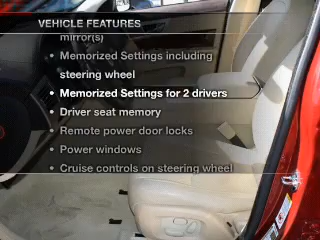 VEHICLE FEATURES
mirror(s)
• Memorized Settings including
steering wheel
• Memorized Settings for 2 drivers
• Driver seat memory
• Remote power door locks
• Power windows
• Cruise controls on steering wheel